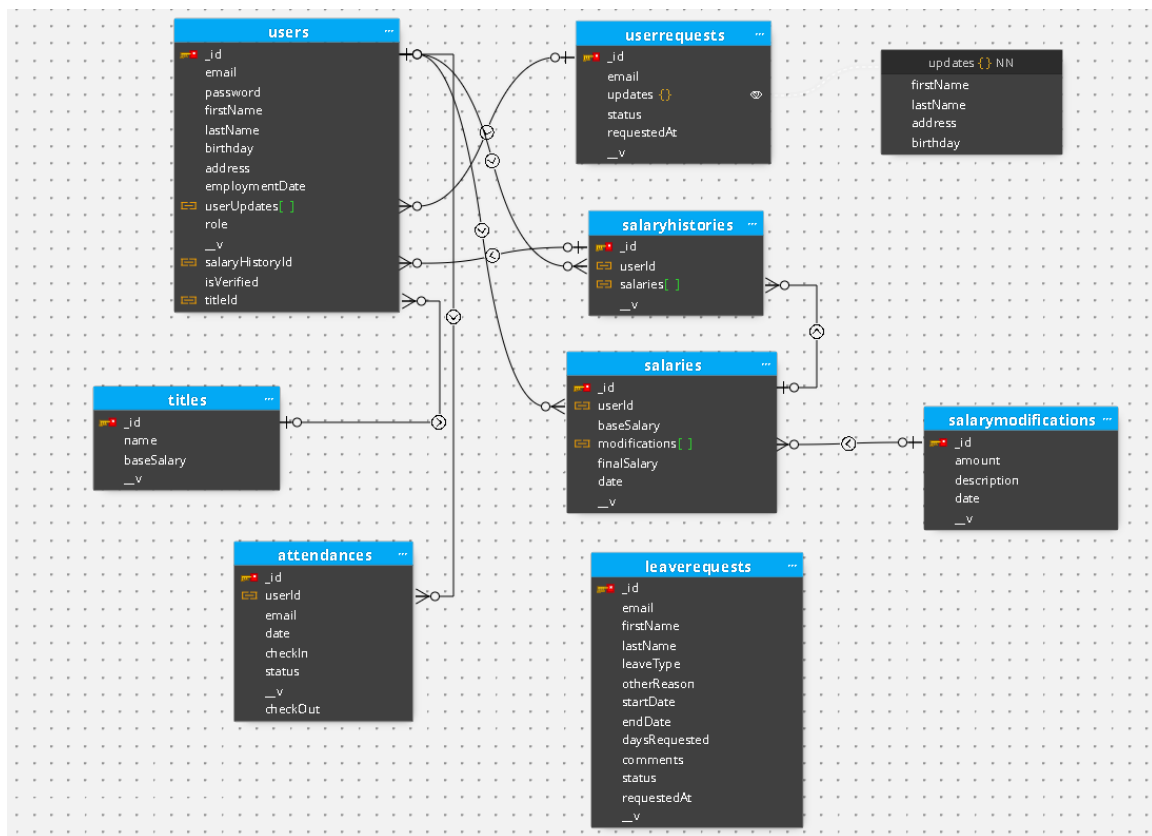 users
_id
email
password
firstName
lastName
birthday
address
employmentDate
userUpdates[ ]
role
__v
salaryHistoryId
isVerified
titleId
userrequests
_id
email
updates {}
status
requestedAt
__v
updates {} NN
firstName
lastName
address
birthday
salaryhistories
_id
userId
salaries[ ]
__v
salaries
_id
userId
baseSalary
modifications[ ]
finalSalary
date
__v
titles
_id
name
baseSalary
__v
salarymodifications
_id
amount
description
date
__v
attendances
_id
userId
email
date
checkIn
status
__v
checkOut
leaverequests
_id
email
firstName
lastName
leaveType
otherReason
startDate
endDate
daysRequested
comments
status
requestedAt
__v